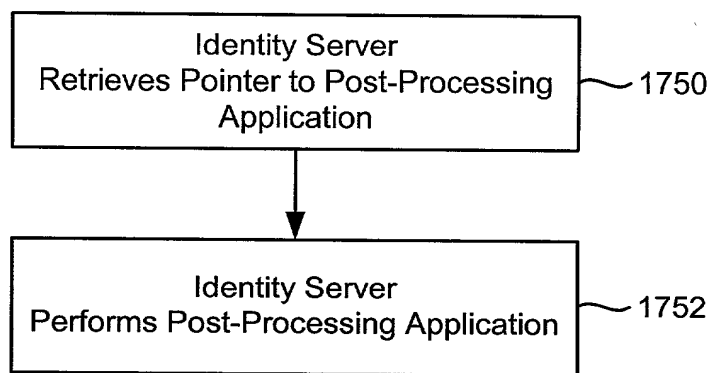 Identity Server
Retrieves Pointer to Post-Processing
Application
1750
Identity Server
Performs Post-Processing Application
1752